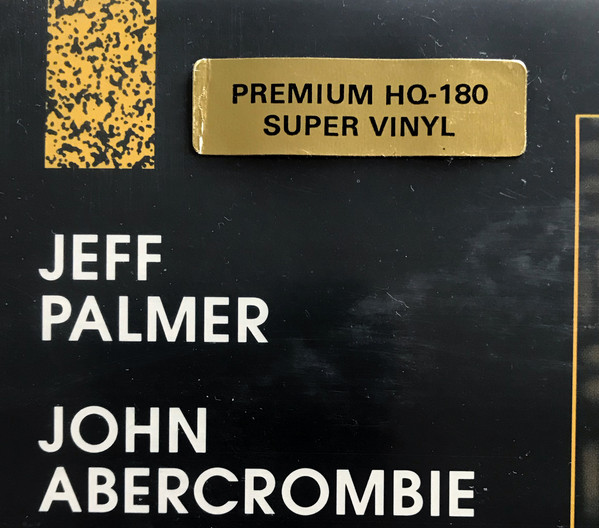 PREMIUM HQ-180
SUPER VINYL
JEFF
PALMER
JOHN
ABERCROMBIE